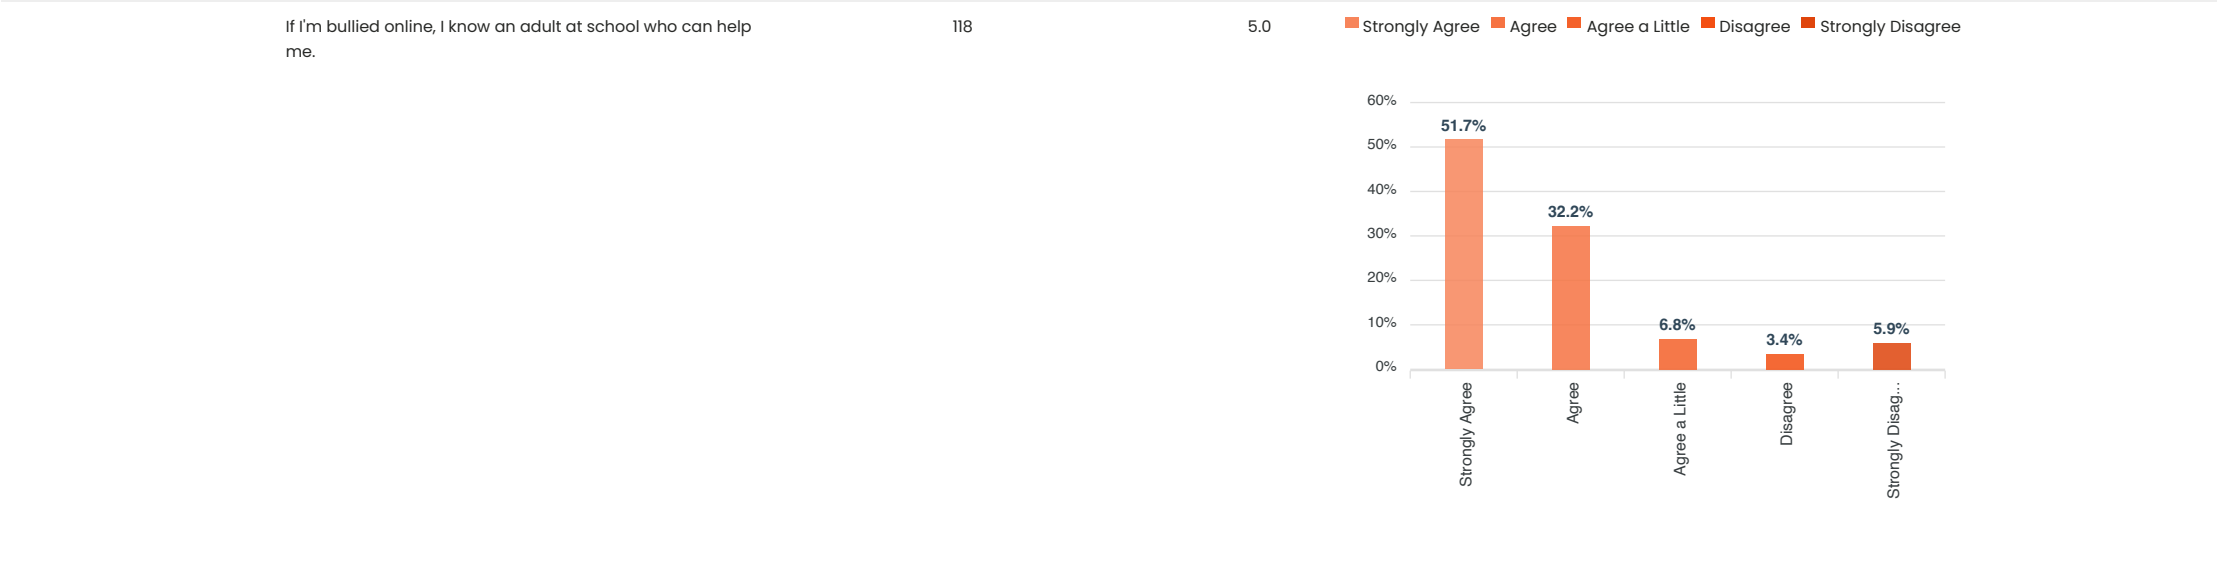 If I'm bullied online, I know an adult at school who can help
me.
118
5.0
Strongly Agree Agree Agree a Little Disagree Strongly Disagree
60%
50%
40%
30%
20%
10%
0%
51.7%
32.2%
6.8%
3.4%
5.9%
Strongly Agree
Agree
Agree a Little
Disagree
Strongly Disag...